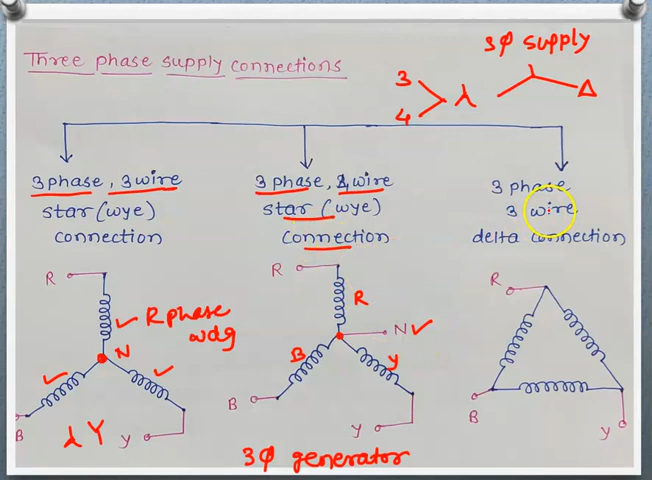 Three phase supply connections
3φ supply
3
4
λ
Δ
3 phase, 3 wire
star (wye)
connection
3 phase, 4 wire
star (wye)
connection
3 phase
3 wire
delta connection
R
R phase
wdg
N
B
Y
λ Y
R
R
N
B
y
B
Y
3φ generator
R
B
Y